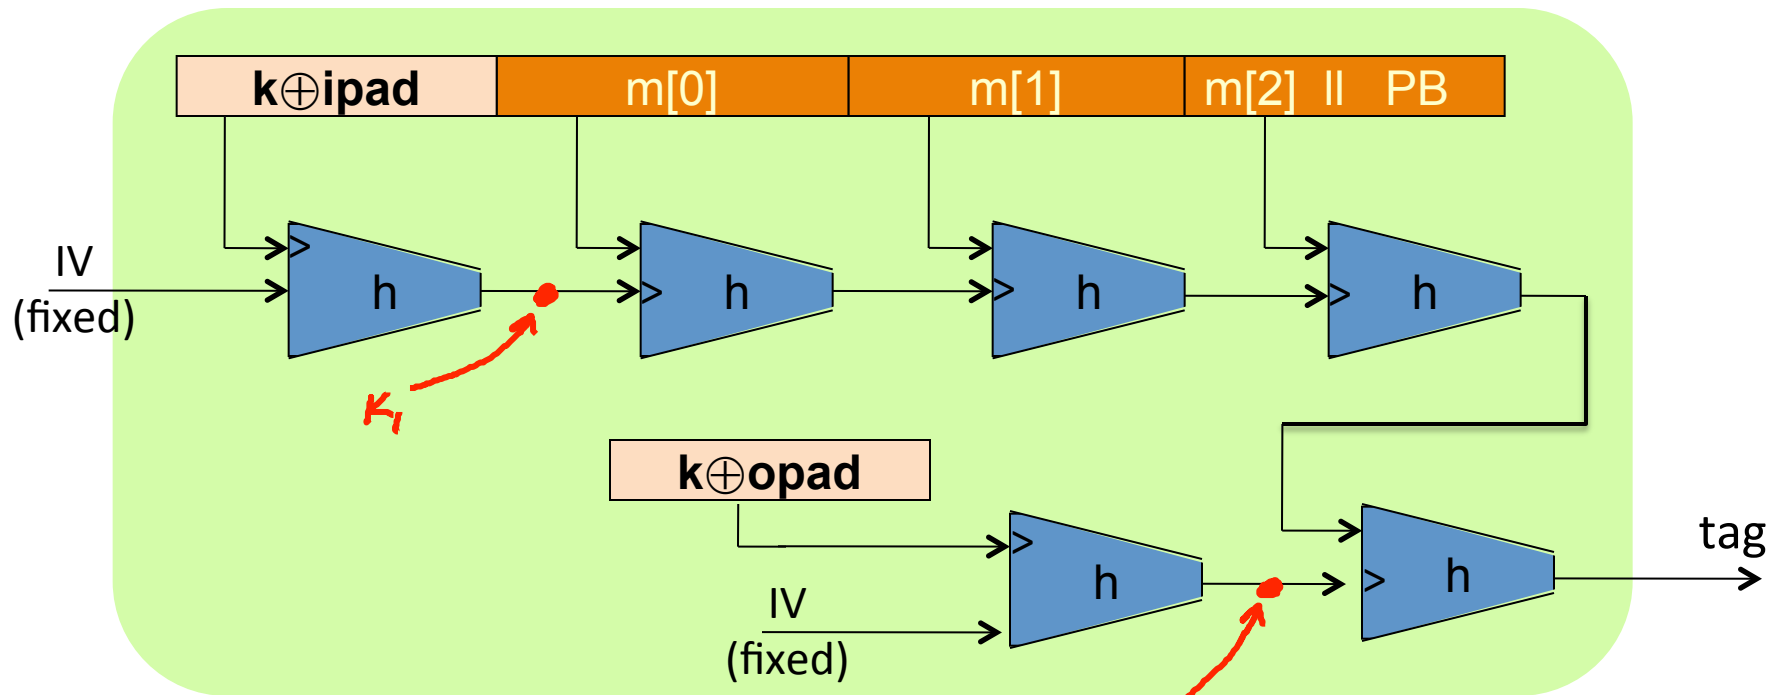 k⊕ipad m[0] m[1] m[2] ll PB
> > > >
IV
(fixed)
h h h h
K1
k⊕opad
> >
h h
tag
IV
(fixed)